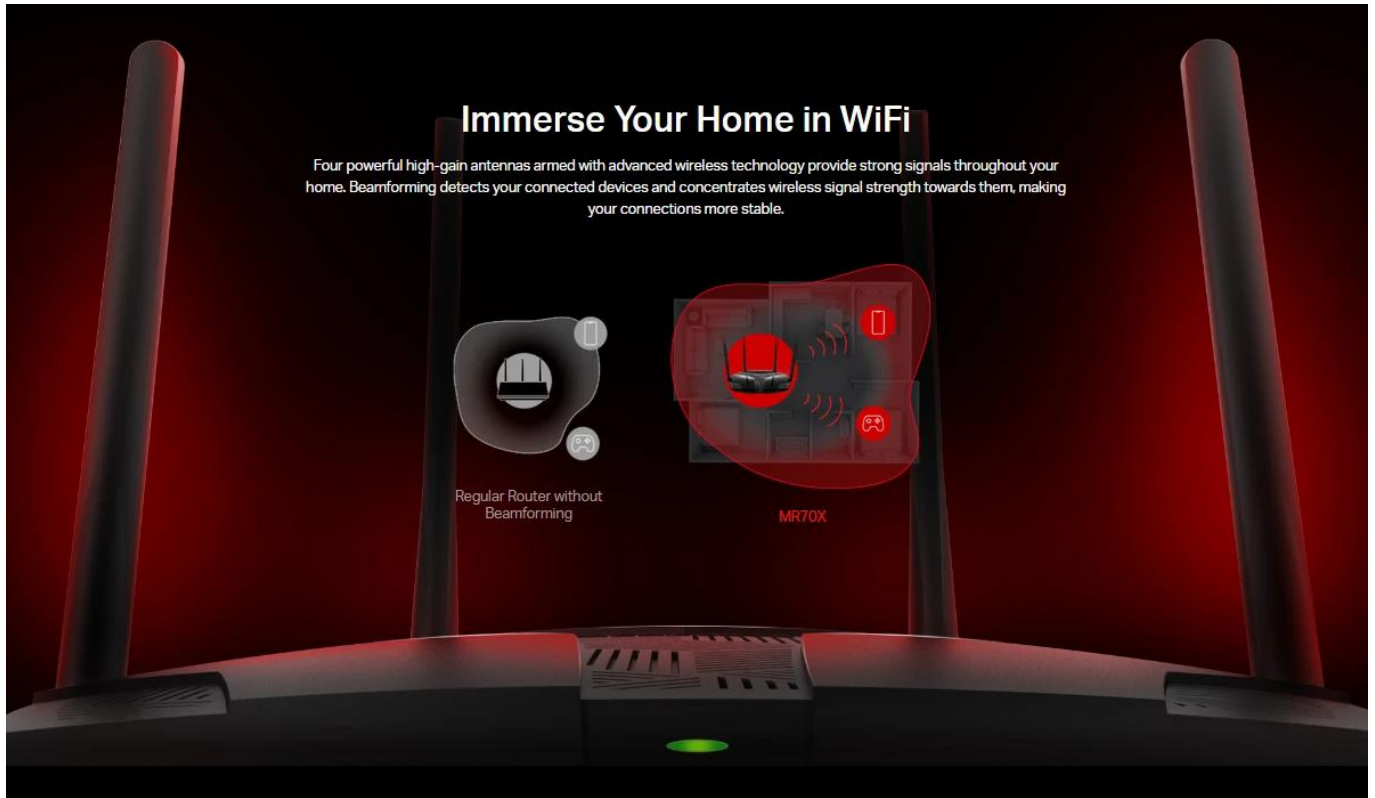 Immerse Your Home in WiFi
Four powerful high-gain antennas armed with advanced wireless technology provide strong signals throughout your
home. Beamforming detects your connected devices and concentrates wireless signal strength towards them, making
your connections more stable.
Regular Router without
Beamforming
MR70X